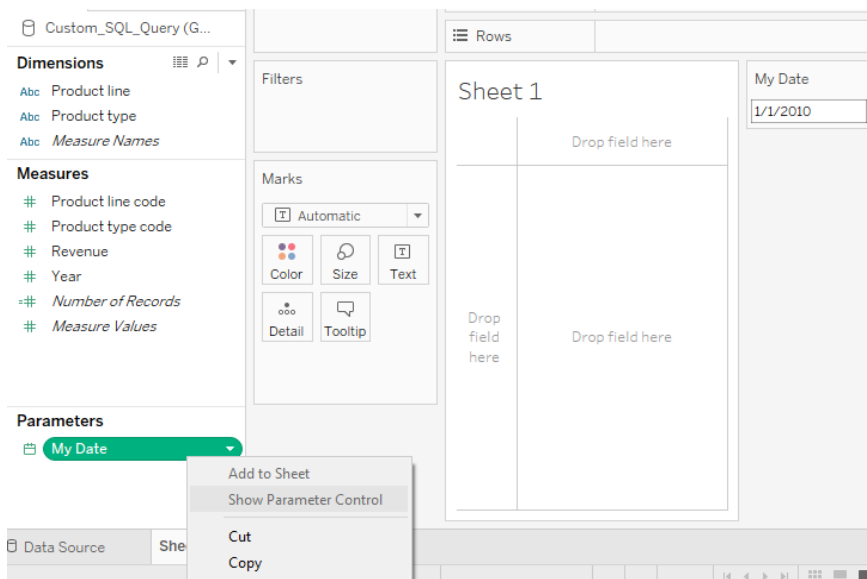 Custom_SQL_Query (G...
Dimensions
Abc Product line
Abc Product type
Abc Measure Names
Measures
# Product line code
# Product type code
# Revenue
# Year
=# Number of Records
# Measure Values
Parameters
My Date
Filters
Marks
T Automatic
Color Size T Text
Detail Tooltip
Rows
Sheet 1
Drop field here
Drop
field
here
Drop field here
My Date
1/1/2010
Add to Sheet
Show Parameter Control
Cut
Copy
Data Source